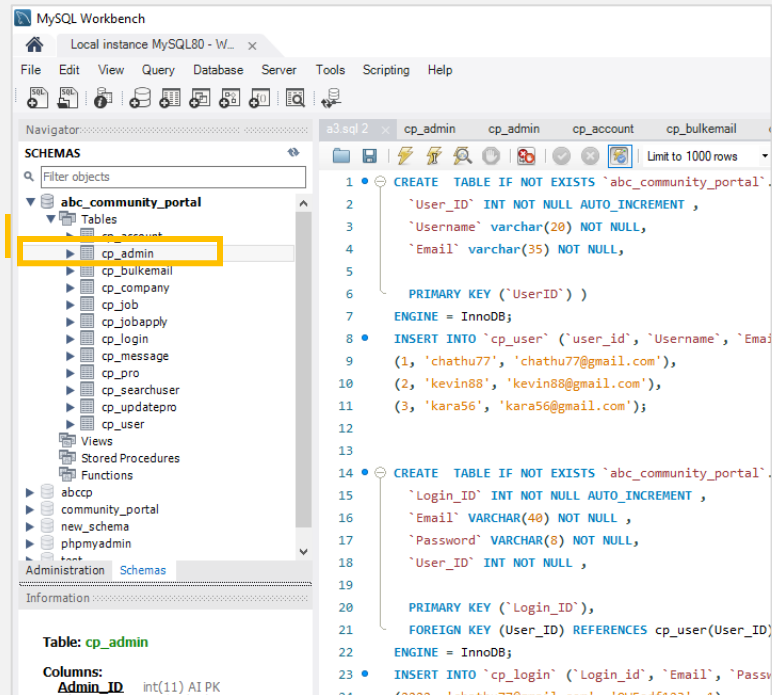 MySQL Workbench
Local instance MySQL80 - W...
File Edit View Query Database Server Tools Scripting Help
Navigator
SCHEMAS
Filter objects
abc_community_portal
Tables
cp_account
cp_admin
cp_bulkemail
cp_company
cp_job
cp_jobapply
cp_login
cp_message
cp_pro
cp_searchuser
cp_updatepro
cp_user
Views
Stored Procedures
Functions
abccp
community_portal
new_schema
phpmyadmin
test
Administration Schemas
Information
Table: cp_admin
Columns:
Admin_ID int(11) AI PK
a3.sql 2 cp_admin cp_admin cp_account cp_bulkemail
Limit to 1000 rows
1 CREATE TABLE IF NOT EXISTS `abc_community_portal`.
2 `User_ID` INT NOT NULL AUTO_INCREMENT ,
3 `Username` varchar(20) NOT NULL,
4 `Email` varchar(35) NOT NULL,
5
6 PRIMARY KEY (`UserID`) )
7 ENGINE = InnoDB;
8 INSERT INTO `cp_user` (`user_id`, `Username`, `Emai
9 (1, 'chathu77', 'chathu77@gmail.com'),
10 (2, 'kevin88', 'kevin88@gmail.com'),
11 (3, 'kara56', 'kara56@gmail.com');
12
13
14 CREATE TABLE IF NOT EXISTS `abc_community_portal`.
15 `Login_ID` INT NOT NULL AUTO_INCREMENT ,
16 `Email` VARCHAR(40) NOT NULL ,
17 `Password` VARCHAR(8) NOT NULL,
18 `User_ID` INT NOT NULL ,
19
20 PRIMARY KEY (`Login_ID`),
21 FOREIGN KEY (User_ID) REFERENCES cp_user(User_ID)
22 ENGINE = InnoDB;
23 INSERT INTO `cp_login` (`Login_id`, `Email`, `Passw